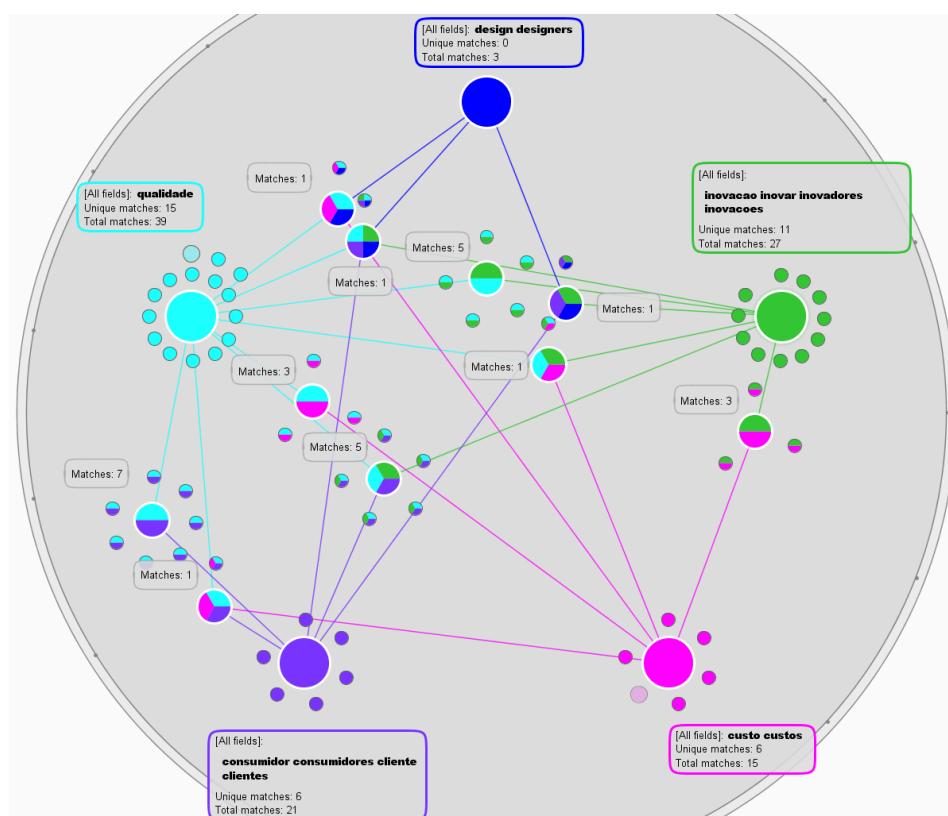 [All fields]: design designers
Unique matches: 0
Total matches: 3
Matches: 1
[All fields]:
inovacao inovar inovadores
inovacoes
Unique matches: 11
Total matches: 27
[All fields]: qualidade
Unique matches: 15
Total matches: 39
Matches: 5
Matches: 1
Matches: 1
Matches: 1
Matches: 3
Matches: 3
Matches: 5
Matches: 7
Matches: 1
[All fields]:
consumidor consumidores cliente
clientes
Unique matches: 6
Total matches: 21
[All fields]: custo custos
Unique matches: 6
Total matches: 15